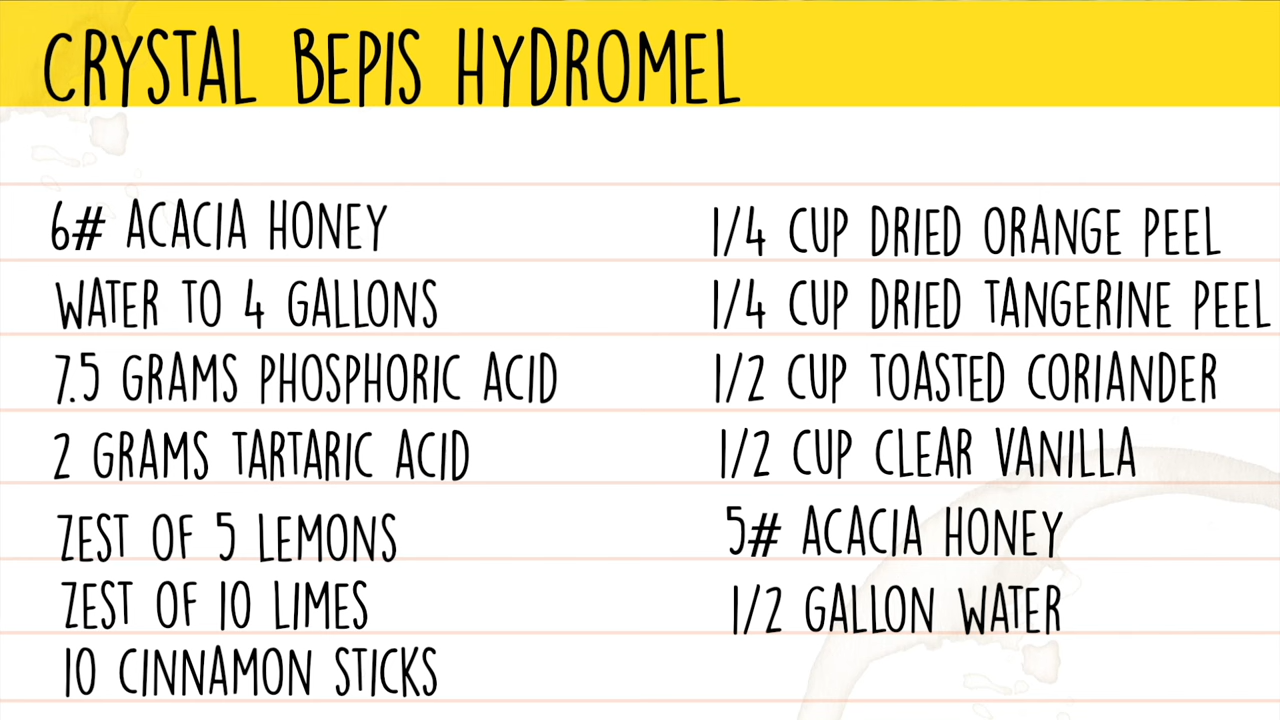 CRYSTAL BEPIS HYDROMEL
6# ACACIA HONEY
WATER TO 4 GALLONS
7.5 GRAMS PHOSPHORIC ACID
2 GRAMS TARTARIC ACID
ZEST OF 5 LEMONS
ZEST OF 10 LIMES
10 CINNAMON STICKS
1/4 CUP DRIED ORANGE PEEL
1/4 CUP DRIED TANGERINE PEEL
1/2 CUP TOASTED CORIANDER
1/2 CUP CLEAR VANILLA
5# ACACIA HONEY
1/2 GALLON WATER